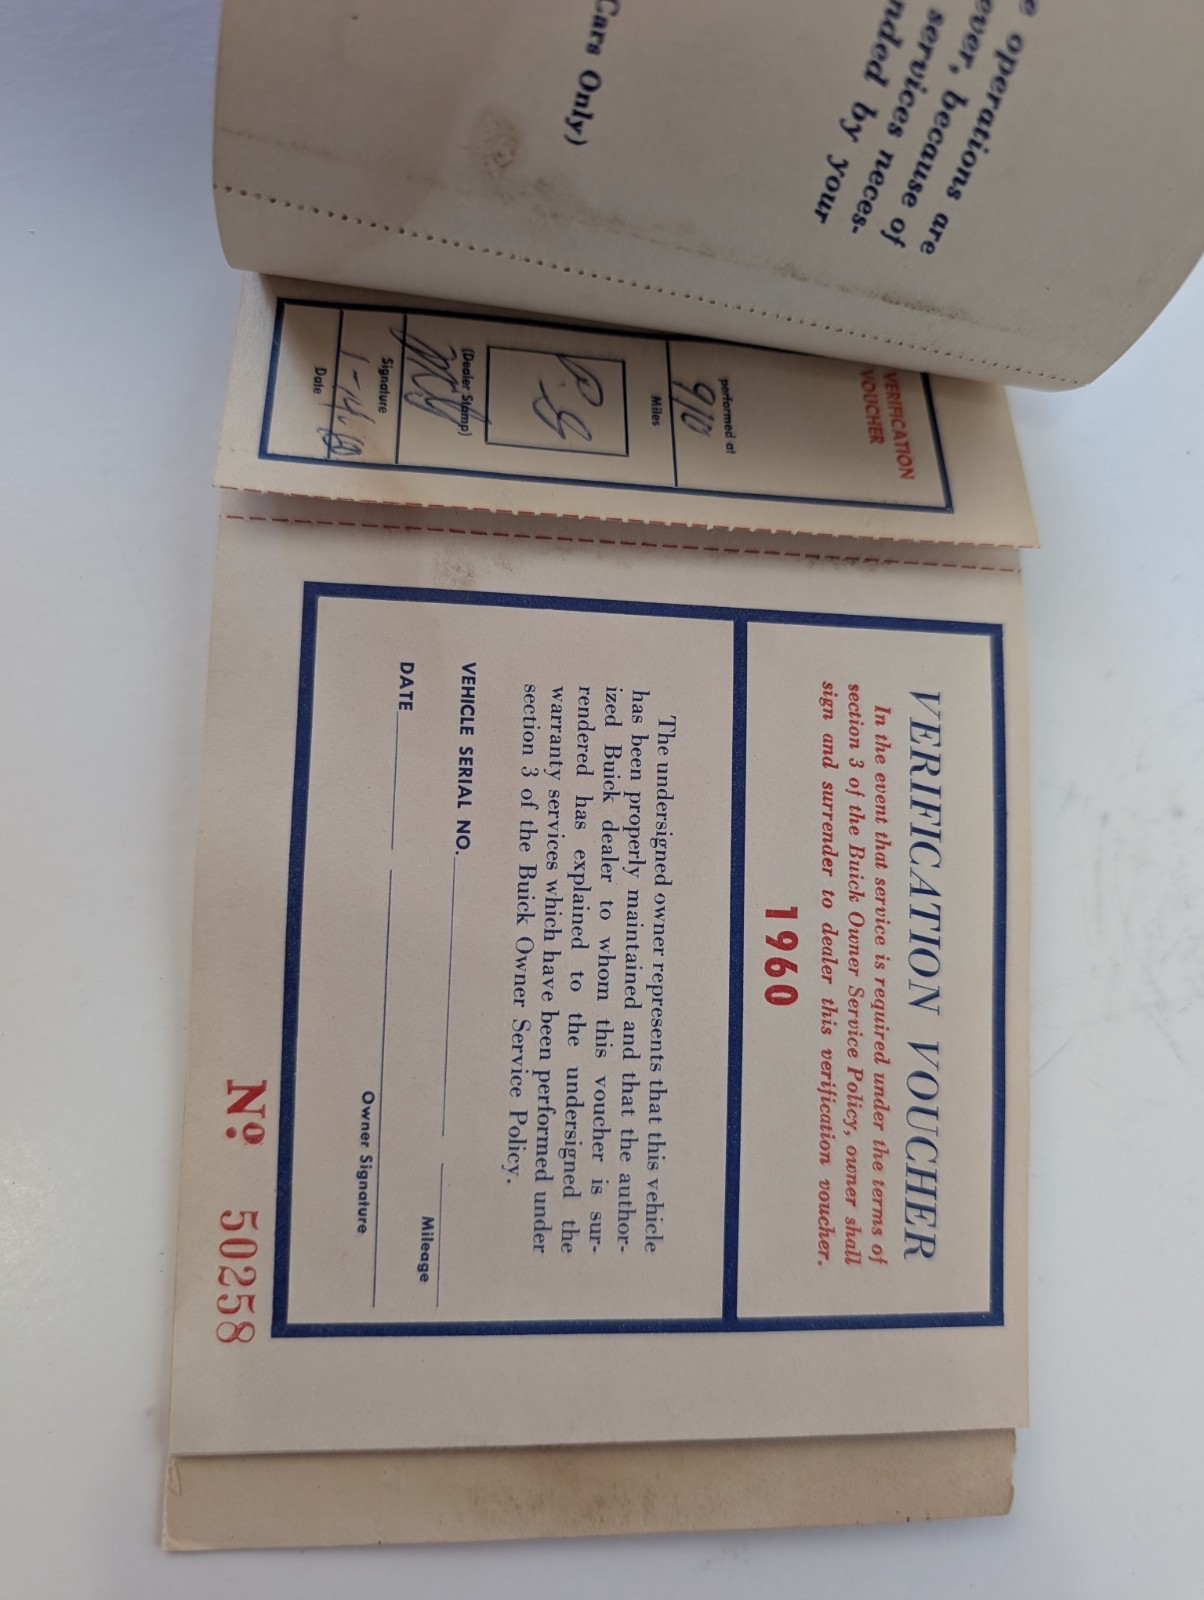 e operations are
ever, because of
services neces-
nded by your
Cars Only)
VERIFICATION
VOUCHER
performed at
910
Miles
(Dealer Stamp)
Signature
Date
VERIFICATION VOUCHER
In the event that service is required under the terms of
section 3 of the Buick Owner Service Policy, owner shall
sign and surrender to dealer this verification voucher.
1960
The undersigned owner represents that this vehicle
has been properly maintained and that the author-
ized Buick dealer to whom this voucher is sur-
rendered has explained to the undersigned the
warranty services which have been performed under
section 3 of the Buick Owner Service Policy.
VEHICLE SERIAL NO.
Mileage
DATE
Owner Signature
Nº 50258